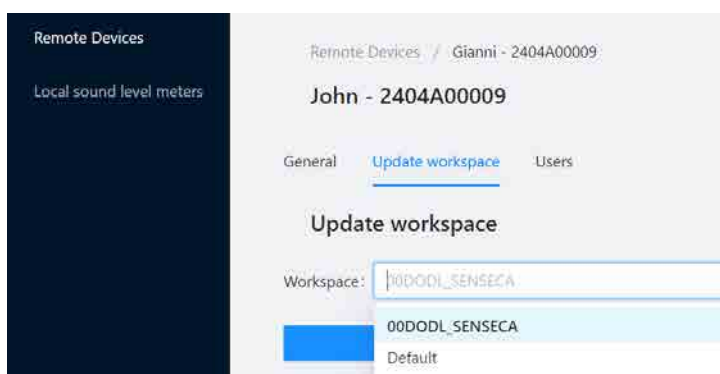 Remote Devices
Local sound level meters
Remote Devices / Gianni - 2404A00009
John - 2404A00009
General Update workspace Users
Update workspace
Workspace: 00DODL_SENSECA
00DODL_SENSECA
Default